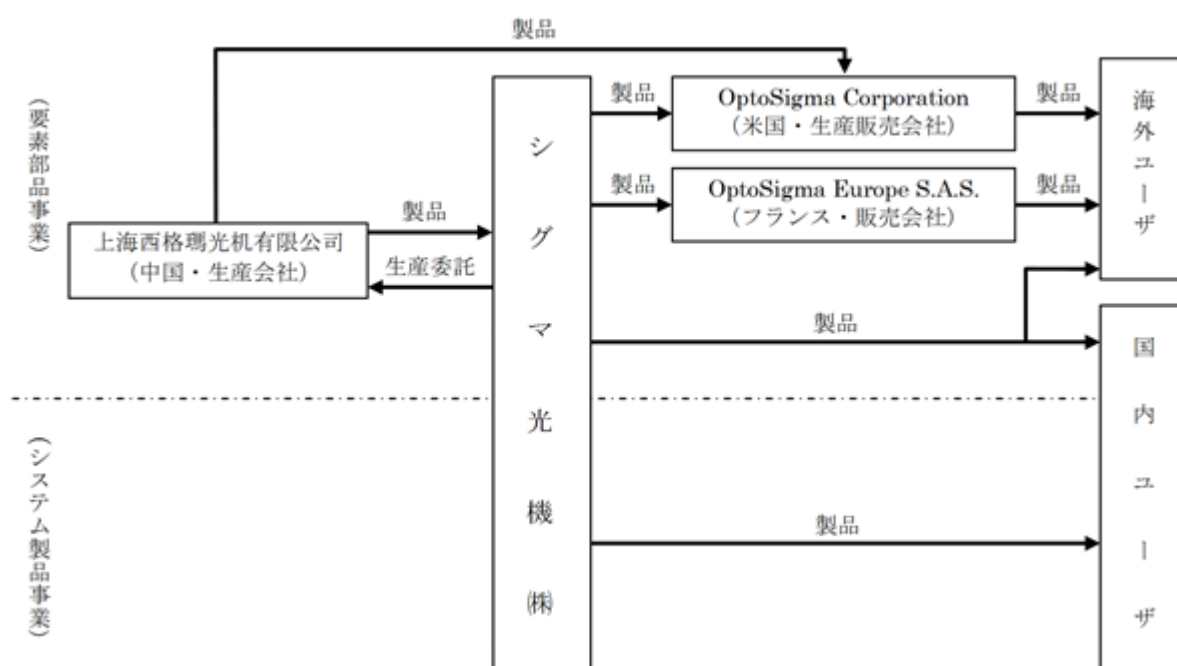 製品
(要素部品事業)
製品
OptoSigma Corporation
(米国・生産販売会社)
製品
海外ユーザ
製品
OptoSigma Europe S.A.S.
(フランス・販売会社)
製品
上海西格瑪光机有限公司
(中国・生産会社)
製品
生産委託
シグマ光機㈱
製品
国内ユーザ
(システム製品事業)
製品